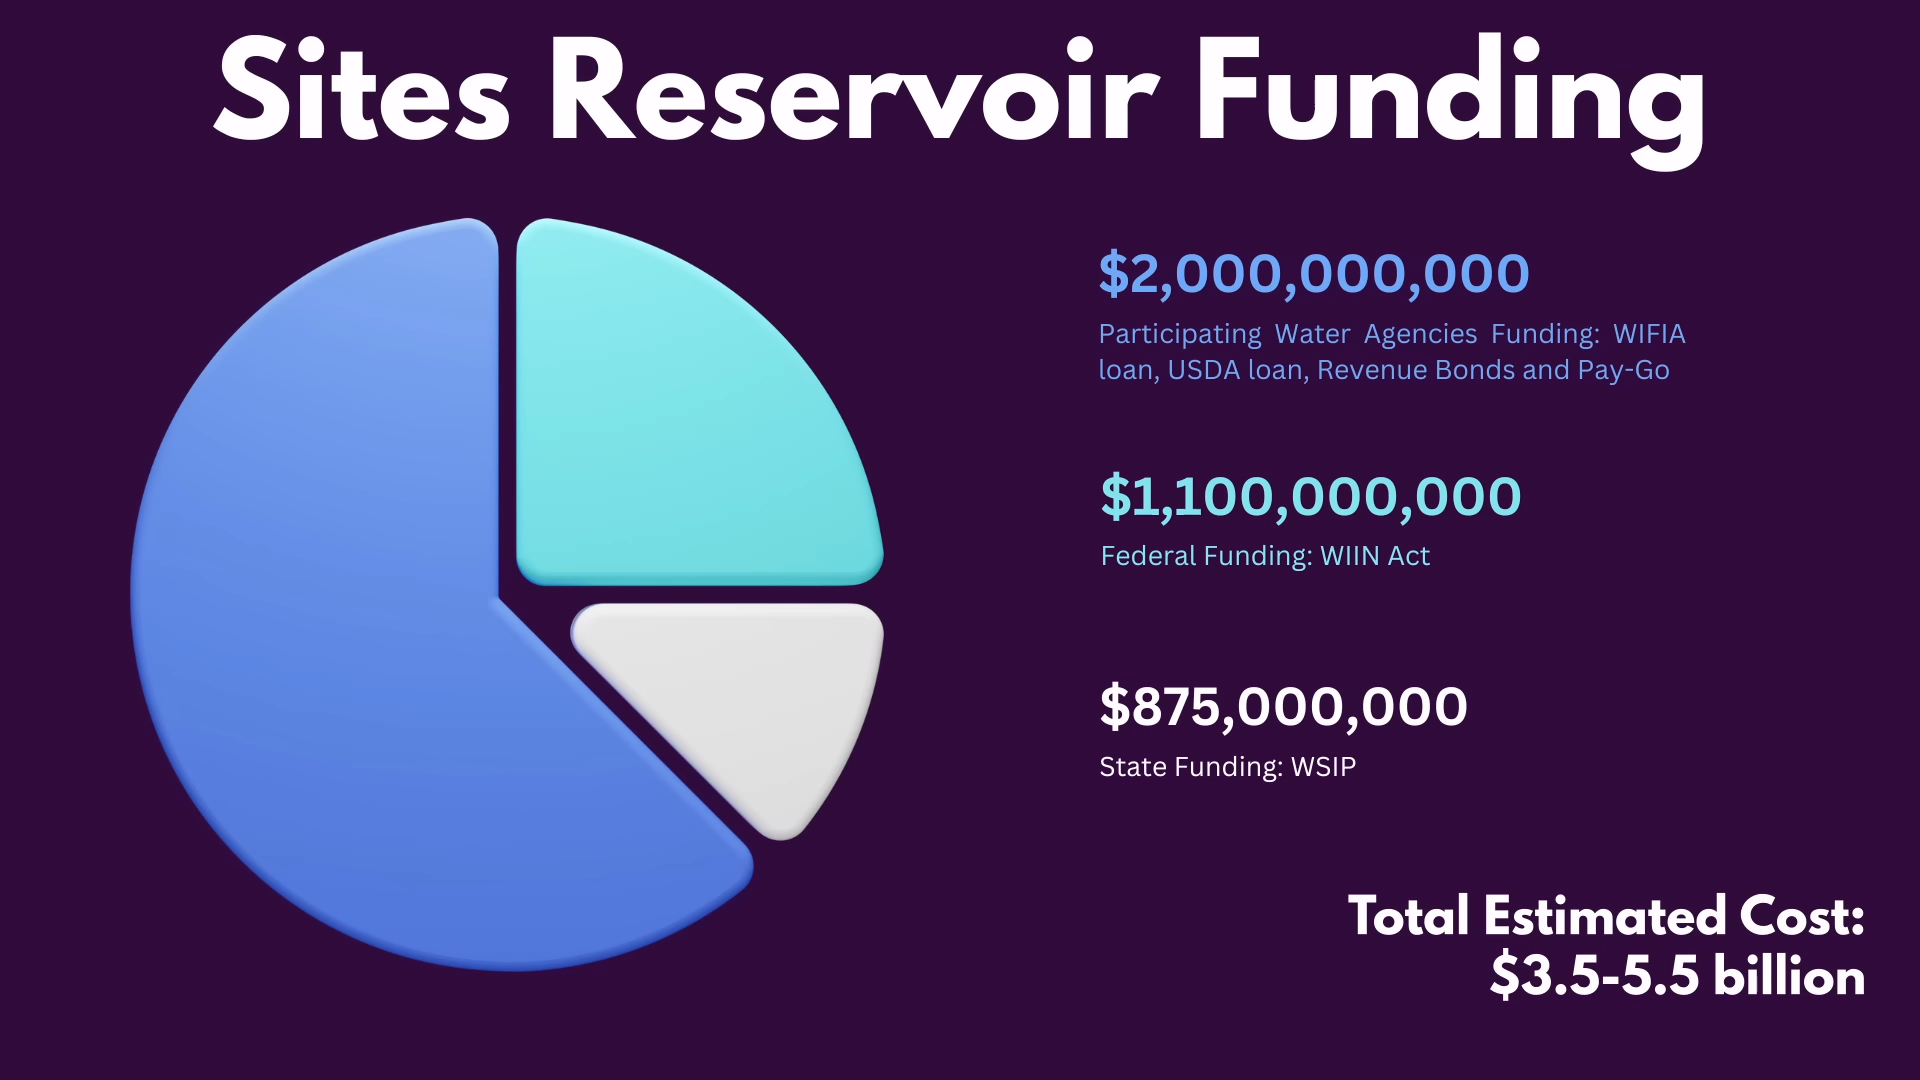 Sites Reservoir Funding
$2,000,000,000
Participating Water Agencies Funding: WIFIA
loan, USDA loan, Revenue Bonds and Pay-Go
$1,100,000,000
Federal Funding: WIIN Act
$875,000,000
State Funding: WSIP
Total Estimated Cost:
$3.5-5.5 billion